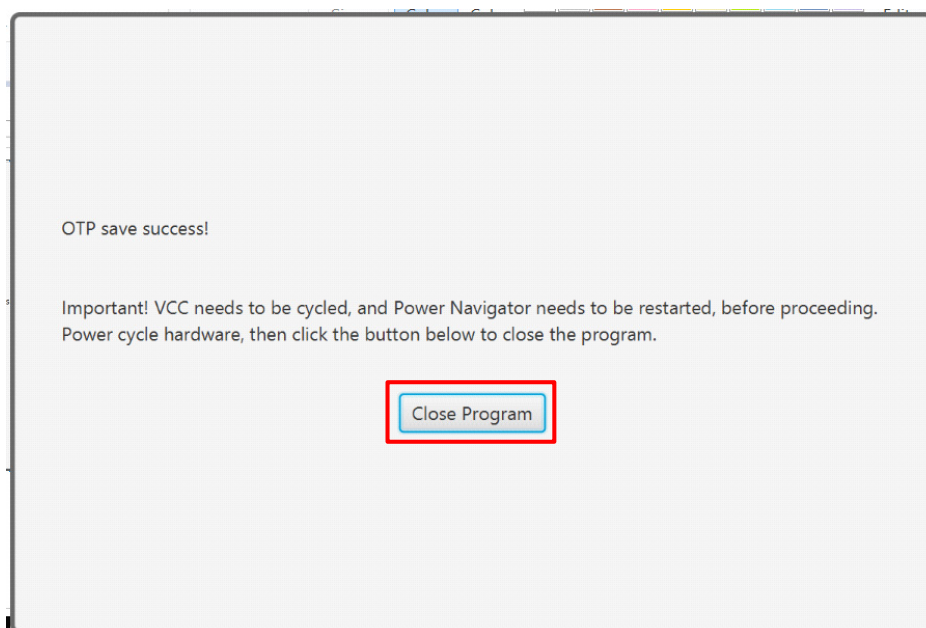 OTP save success!
Important! VCC needs to be cycled, and Power Navigator needs to be restarted, before proceeding.
Power cycle hardware, then click the button below to close the program.
Close Program